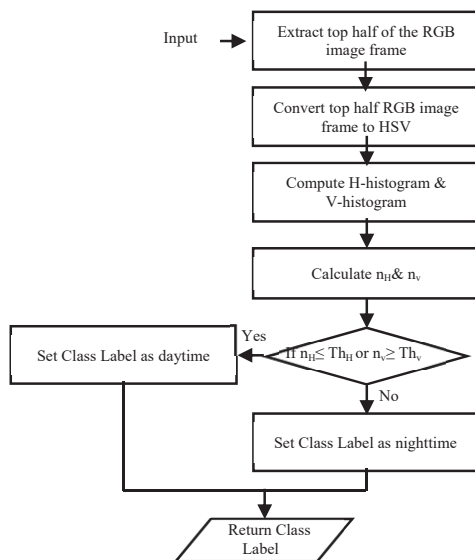 Input
Extract top half of the RGB
image frame
Convert top half RGB image
frame to HSV
Compute H-histogram &
V-histogram
Calculate nH& nv
If nH≤ ThH or nv≥ Thv
Yes
Set Class Label as daytime
No
Set Class Label as nighttime
Return Class
Label